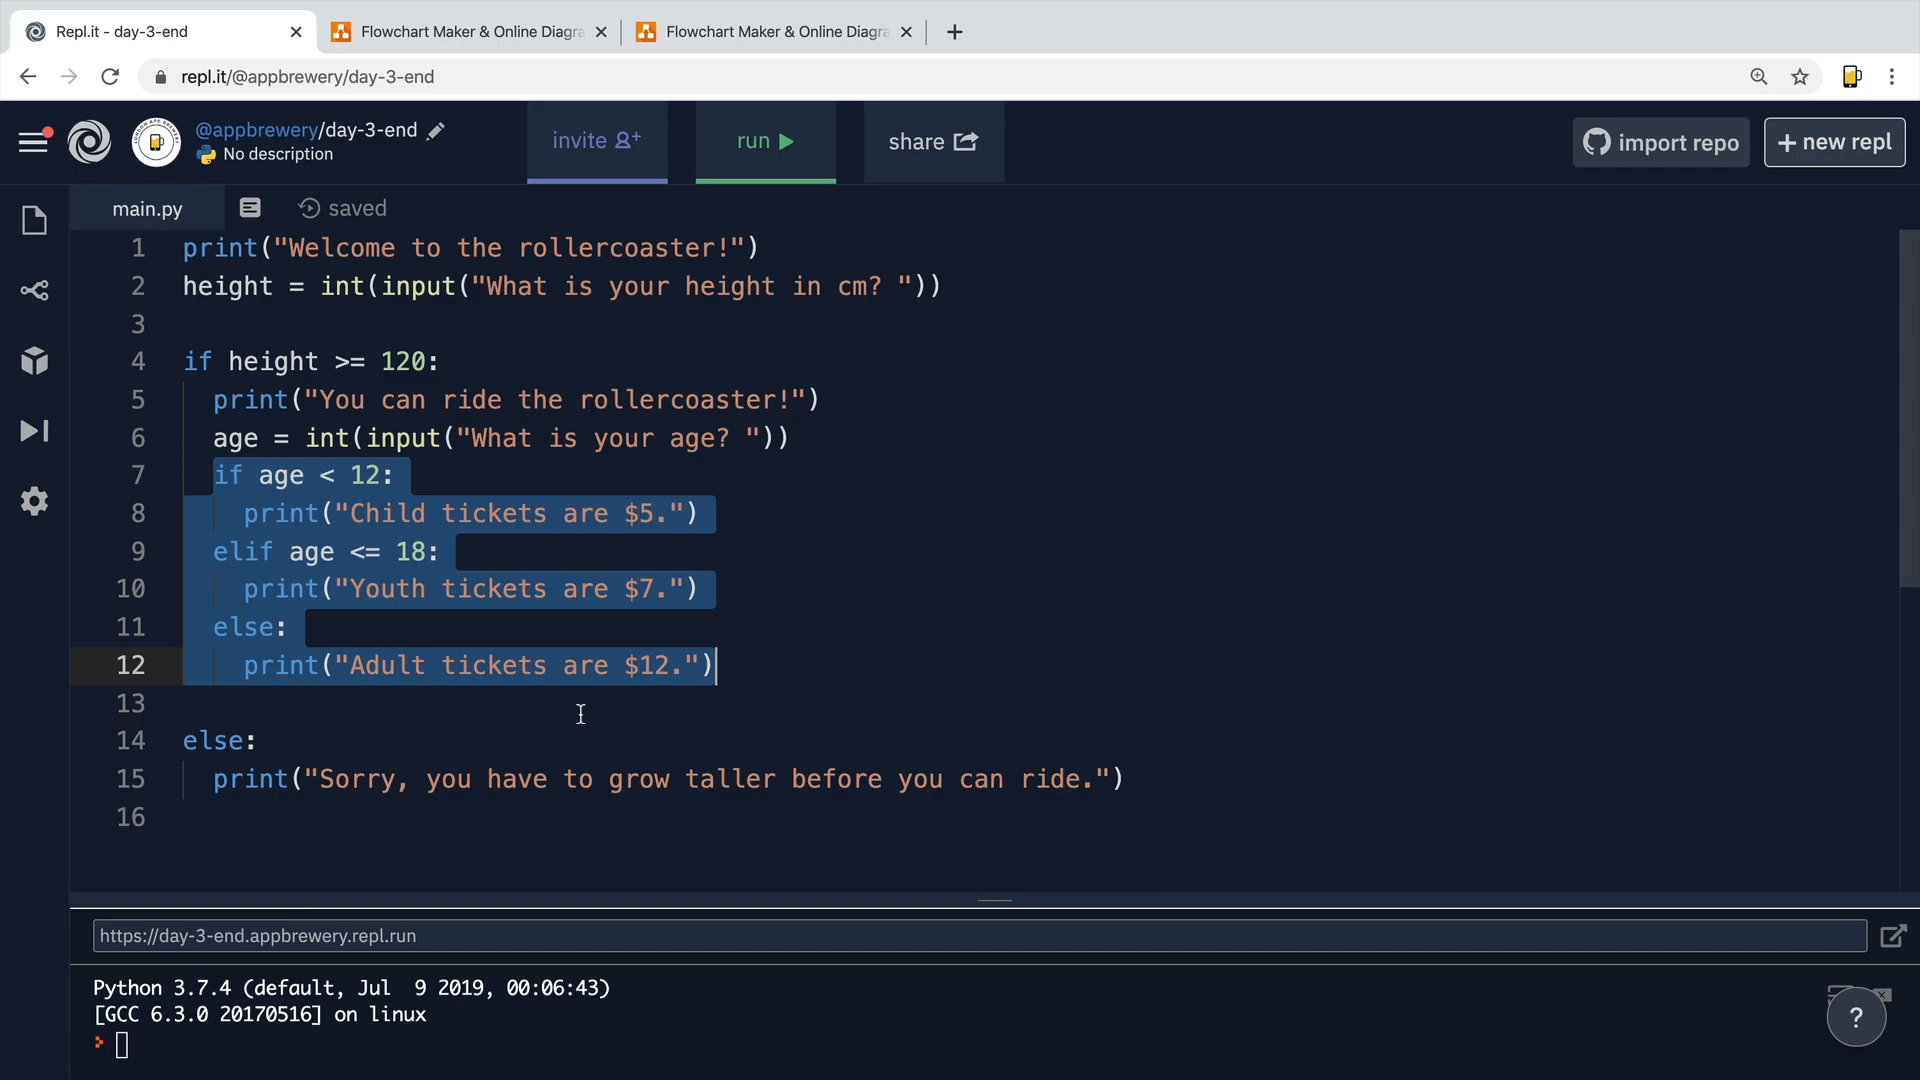 Repl.it - day-3-end
Flowchart Maker & Online Diagra
Flowchart Maker & Online Diagra
repl.it/@appbrewery/day-3-end
@appbrewery/day-3-end
No description
invite
run
share
import repo
+ new repl
main.py
saved
1 print("Welcome to the rollercoaster!")
2 height = int(input("What is your height in cm? "))
3
4 if height >= 120:
5 print("You can ride the rollercoaster!")
6 age = int(input("What is your age? "))
7 if age < 12:
8 print("Child tickets are $5.")
9 elif age <= 18:
10 print("Youth tickets are $7.")
11 else:
12 print("Adult tickets are $12.")
13
14 else:
15 print("Sorry, you have to grow taller before you can ride.")
16
https://day-3-end.appbrewery.repl.run
Python 3.7.4 (default, Jul  9 2019, 00:06:43)
[GCC 6.3.0 20170516] on linux
?